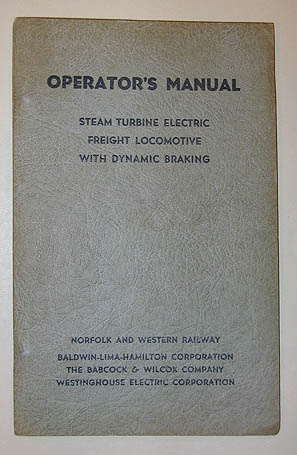 OPERATOR'S MANUAL
STEAM TURBINE ELECTRIC
FREIGHT LOCOMOTIVE
WITH DYNAMIC BRAKING
NORFOLK AND WESTERN RAILWAY
BALDWIN-LIMA-HAMILTON CORPORATION
THE BABCOCK & WILCOX COMPANY
WESTINGHOUSE ELECTRIC CORPORATION